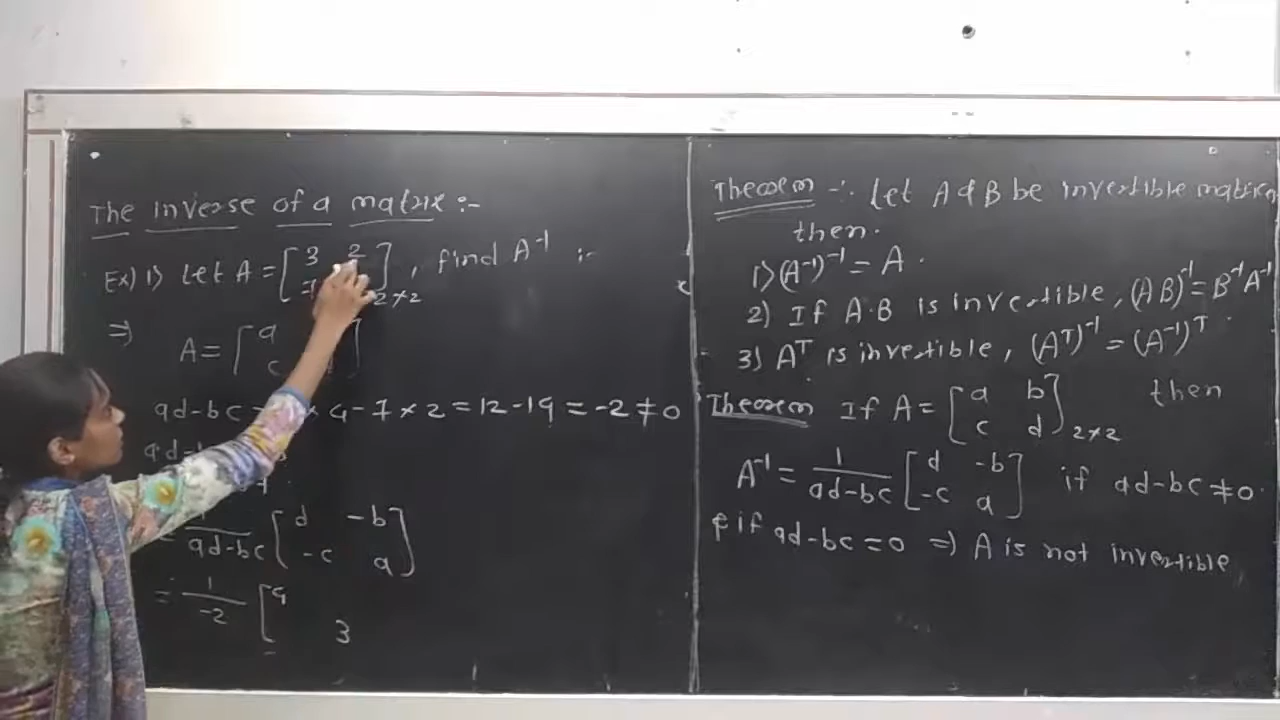 The inverse of a matrix :-
Ex) 1) Let A = [ 3 2 ] 2×2 , find A⁻¹ :-
⇒
A = [ a
c
ad-bc = × 4 - 7 × 2 = 12 - 14 = -2 ≠ 0
ad-b
1/(ad-bc) [ d -b
-c a ]
= 1/-2 [ 4
3
Theorem -: Let A & B be invertible matrices
then.
1) (A⁻¹)⁻¹ = A .
2) If A·B is invertible, (AB)⁻¹ = B⁻¹A⁻¹
3) Aᵀ is invertible, (Aᵀ)⁻¹ = (A⁻¹)ᵀ
Theorem If A = [ a b
c d ] 2×2 then
A⁻¹ = 1/(ad-bc) [ d -b
-c a ] if ad-bc ≠ 0.
& if ad-bc = 0 ⇒ A is not invertible